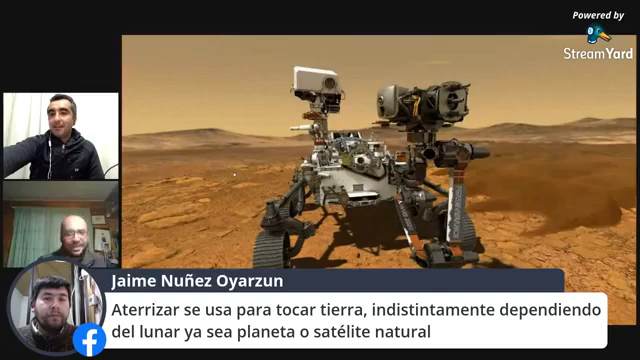 Powered by
StreamYard
Jaime Nuñez Oyarzun
Aterrizar se usa para tocar tierra, indistintamente dependiendo
del lunar ya sea planeta o satélite natural